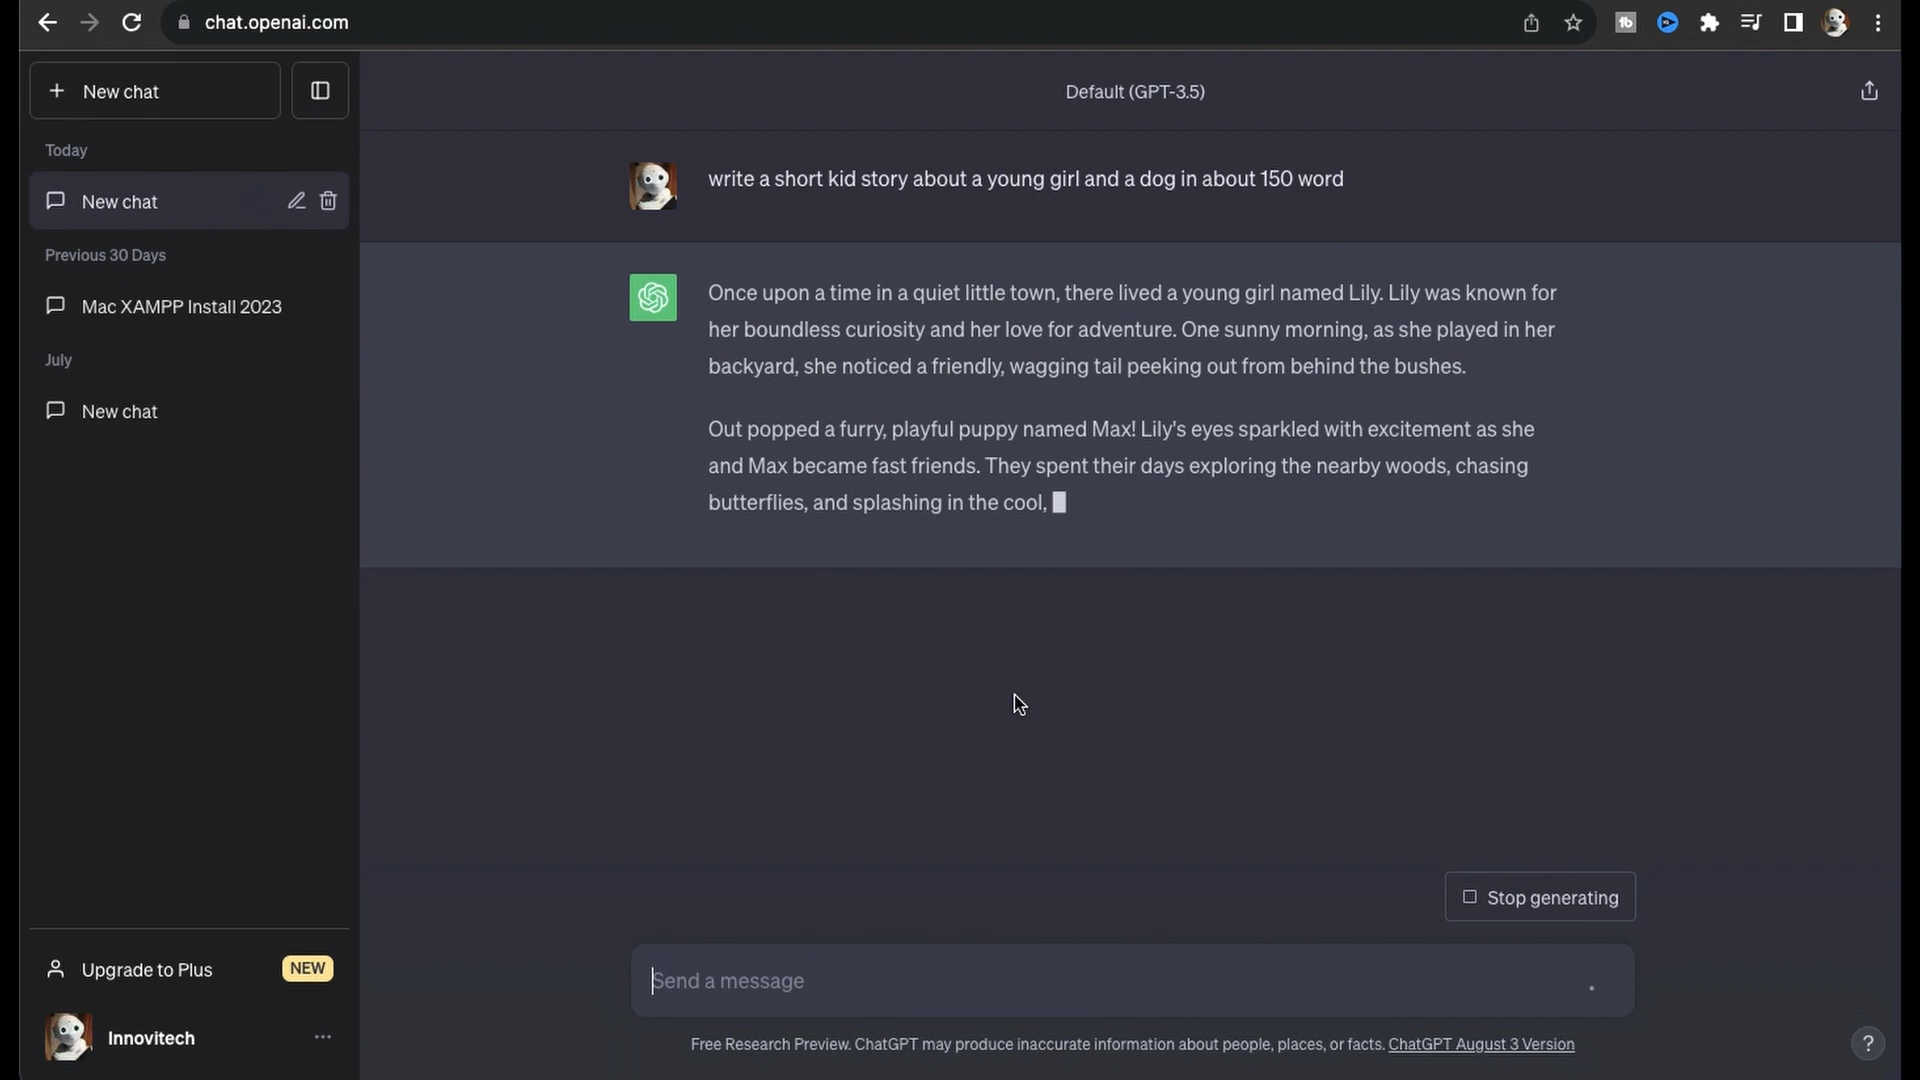 chat.openai.com
New chat
Today
New chat
Previous 30 Days
Mac XAMPP Install 2023
July
New chat
Upgrade to Plus
NEW
Innovitech
Default (GPT-3.5)
write a short kid story about a young girl and a dog in about 150 word
Once upon a time in a quiet little town, there lived a young girl named Lily. Lily was known for
her boundless curiosity and her love for adventure. One sunny morning, as she played in her
backyard, she noticed a friendly, wagging tail peeking out from behind the bushes.
Out popped a furry, playful puppy named Max! Lily's eyes sparkled with excitement as she
and Max became fast friends. They spent their days exploring the nearby woods, chasing
butterflies, and splashing in the cool,
Stop generating
Send a message
Free Research Preview. ChatGPT may produce inaccurate information about people, places, or facts. ChatGPT August 3 Version
?